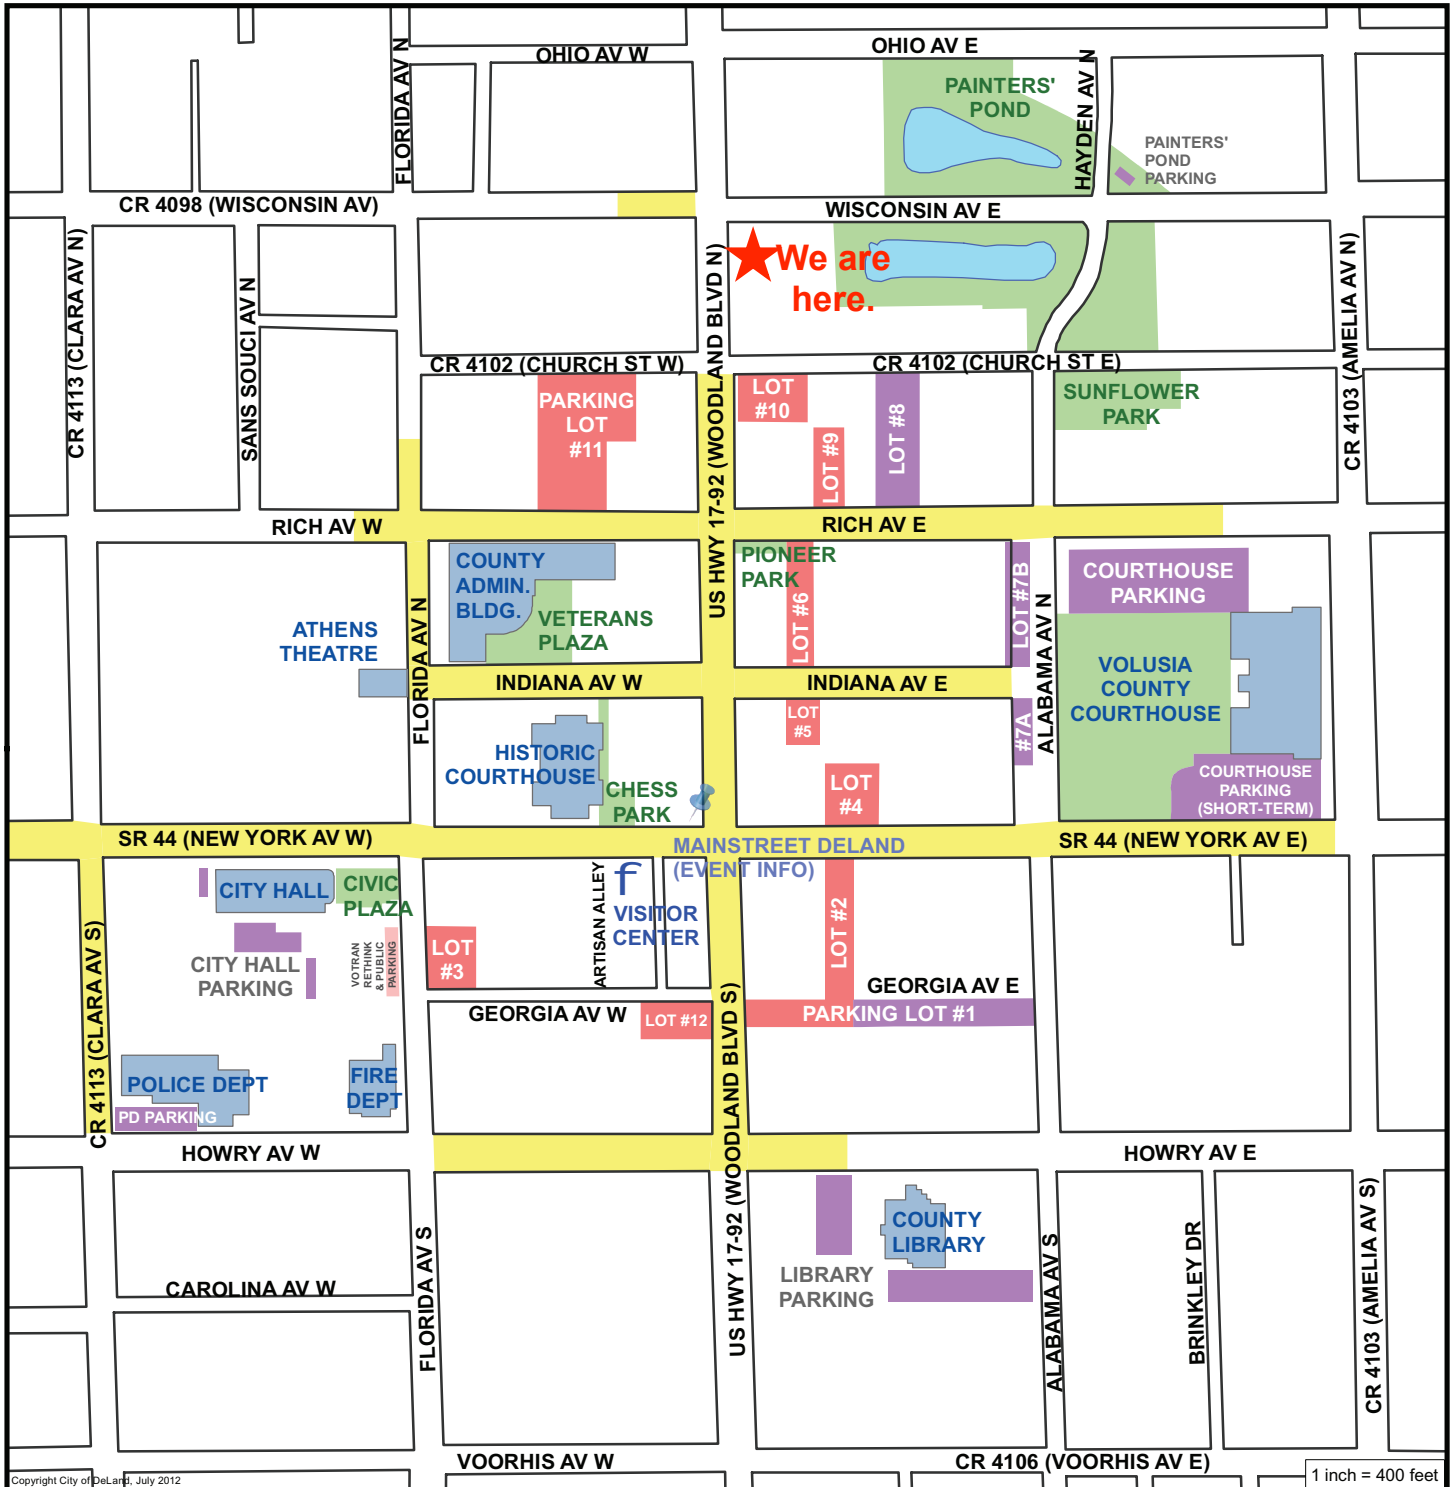 OHIO AV W
OHIO AV E
FLORIDA AV N
HAYDEN AV N
PAINTERS'
POND
PAINTERS'
POND
PARKING
CR 4098 (WISCONSIN AV)
WISCONSIN AV E
CR 4113 (CLARA AV N)
SANS SOUCI AV N
US HWY 17-92 (WOODLAND BLVD N)
CR 4103 (AMELIA AV N)
We are
here.
CR 4102 (CHURCH ST W)
CR 4102 (CHURCH ST E)
PARKING
LOT
#11
LOT
#10
LOT #9
LOT #8
SUNFLOWER
PARK
RICH AV W
RICH AV E
COUNTY
ADMIN.
BLDG.
VETERANS
PLAZA
PIONEER
PARK
LOT #6
LOT #7B
COURTHOUSE
PARKING
ATHENS
THEATRE
FLORIDA AV N
ALABAMA AV N
VOLUSIA
COUNTY
COURTHOUSE
INDIANA AV W
INDIANA AV E
HISTORIC
COURTHOUSE
CHESS
PARK
LOT
#5
#7A
LOT
#4
COURTHOUSE
PARKING
(SHORT-TERM)
SR 44 (NEW YORK AV W)
MAINSTREET DELAND
(EVENT INFO)
SR 44 (NEW YORK AV E)
CITY HALL
CIVIC
PLAZA
ARTISAN ALLEY
f
VISITOR
CENTER
LOT #2
CR 4113 (CLARA AV S)
CITY HALL
PARKING
VOTRAN
RETHINK
& PUBLIC
PARKING
LOT
#3
GEORGIA AV W
LOT #12
GEORGIA AV E
PARKING LOT #1
US HWY 17-92 (WOODLAND BLVD S)
POLICE DEPT
PD PARKING
FIRE
DEPT
HOWRY AV W
HOWRY AV E
COUNTY
LIBRARY
LIBRARY
PARKING
CAROLINA AV W
FLORIDA AV S
ALABAMA AV S
BRINKLEY DR
CR 4103 (AMELIA AV S)
VOORHIS AV W
CR 4106 (VOORHIS AV E)
Copyright City of DeLand, July 2012
1 inch = 400 feet